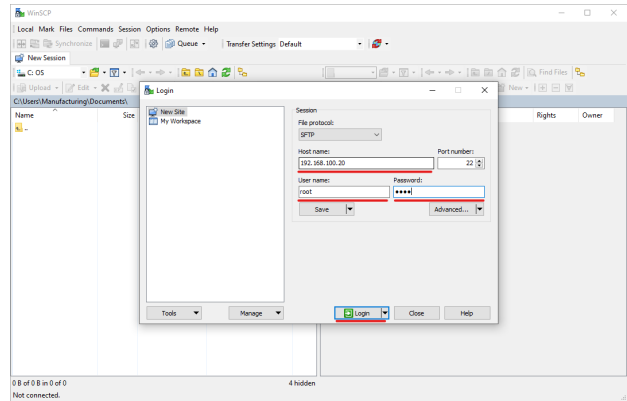 WinSCP
Local Mark Files Commands Session Options Remote Help
Synchronize Queue Transfer Settings Default
New Session
C: OS Find Files
Upload Edit New
C:\Users\Manufacturing\Documents\
Name Size Rights Owner
..
Login
New Site
My Workspace
Session
File protocol:
SFTP
Host name: Port number:
192.168.100.20 22
User name: Password:
root ●●●●
Save Advanced...
Tools Manage Login Close Help
0 B of 0 B in 0 of 0 4 hidden
Not connected.